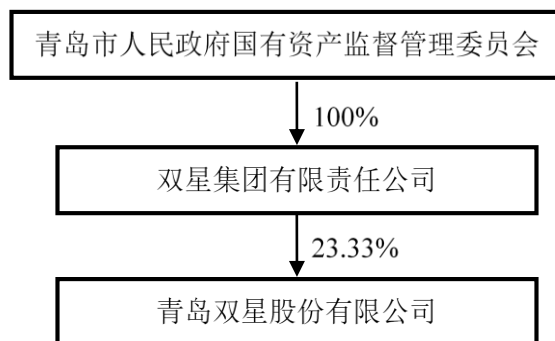 青岛市人民政府国有资产监督管理委员会
100%
双星集团有限责任公司
23.33%
青岛双星股份有限公司